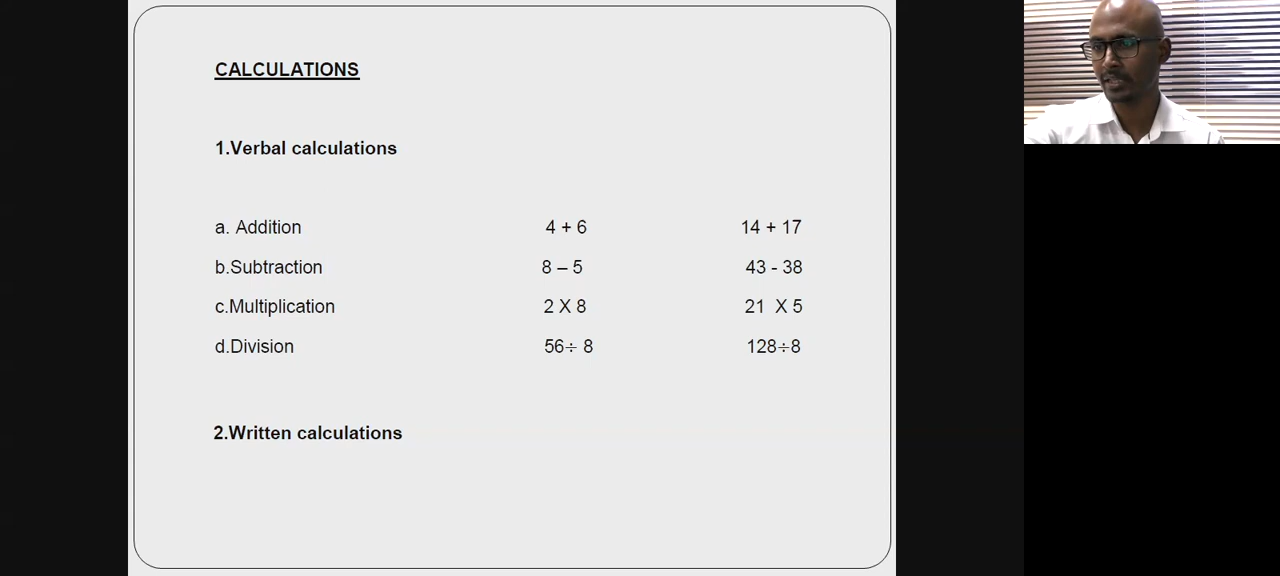 CALCULATIONS
1.Verbal calculations
a. Addition 4 + 6 14 + 17
b.Subtraction 8 – 5 43 - 38
c.Multiplication 2 X 8 21 X 5
d.Division 56÷ 8 128÷8
2.Written calculations